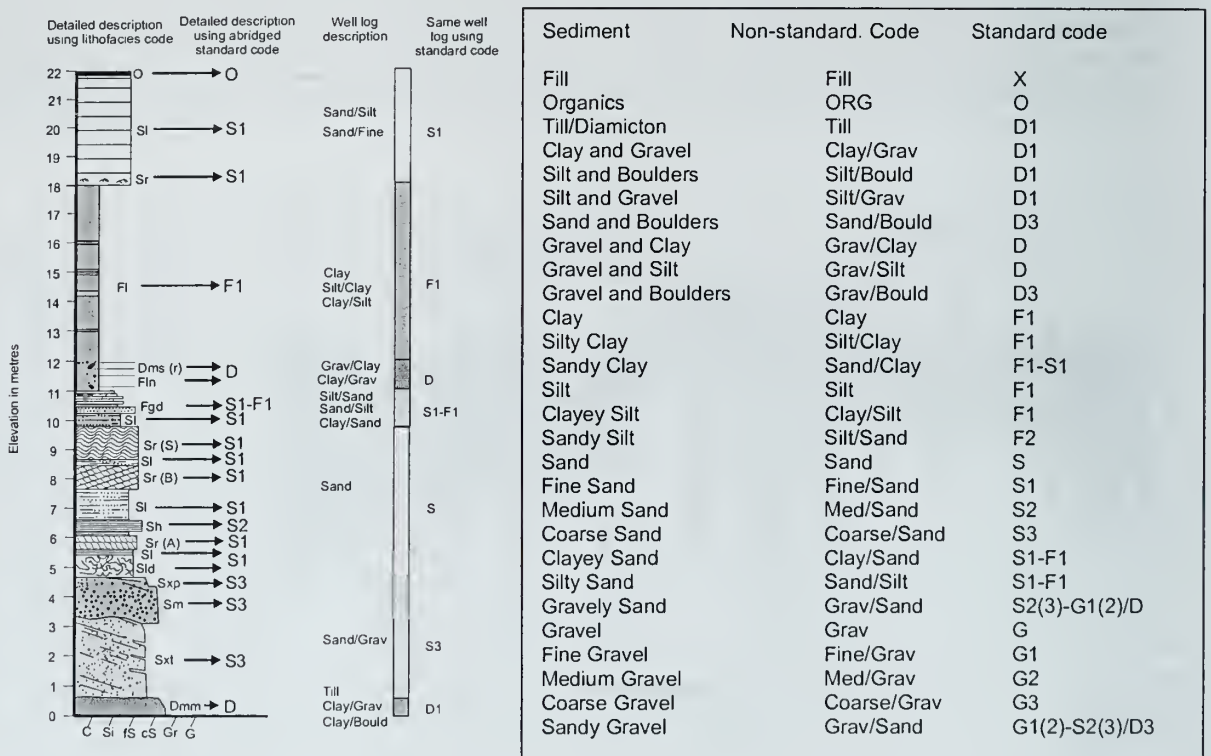 Detailed description
using lithofacies code
Detailed description
using abridged
standard code
Well log
description
Same well
log using
standard code
Elevation in metres
22
21
20
19
18
17
16
15
14
13
12
11
10
9
8
7
6
5
4
3
2
1
0
C Si fS cS Gr G
O O
Sl S1
Sr S1
Fl F1
Dms (r) D
Fln
Fgd S1-F1
Sl S1
Sr (S) S1
Sl S1
Sr (B) S1
Sl S1
Sh S2
Sr (A) S1
Sl S1
Sld
Sxp S3
Sm S3
Sxt S3
Dmm D
Sand/Silt
Sand/Fine S1
Clay
Silt/Clay F1
Clay/Silt
Grav/Clay
Clay/Grav D
Silt/Sand
Sand/Silt S1-F1
Clay/Sand
Sand S
Sand/Grav S3
Till
Clay/Grav D1
Clay/Bould
Sediment Non-standard. Code Standard code
Fill Fill X
Organics ORG O
Till/Diamicton Till D1
Clay and Gravel Clay/Grav D1
Silt and Boulders Silt/Bould D1
Silt and Gravel Silt/Grav D1
Sand and Boulders Sand/Bould D3
Gravel and Clay Grav/Clay D
Gravel and Silt Grav/Silt D
Gravel and Boulders Grav/Bould D3
Clay Clay F1
Silty Clay Silt/Clay F1
Sandy Clay Sand/Clay F1-S1
Silt Silt F1
Clayey Silt Clay/Silt F1
Sandy Silt Silt/Sand F2
Sand Sand S
Fine Sand Fine/Sand S1
Medium Sand Med/Sand S2
Coarse Sand Coarse/Sand S3
Clayey Sand Clay/Sand S1-F1
Silty Sand Sand/Silt S1-F1
Gravely Sand Grav/Sand S2(3)-G1(2)/D
Gravel Grav G
Fine Gravel Fine/Grav G1
Medium Gravel Med/Grav G2
Coarse Gravel Coarse/Grav G3
Sandy Gravel Grav/Sand G1(2)-S2(3)/D3